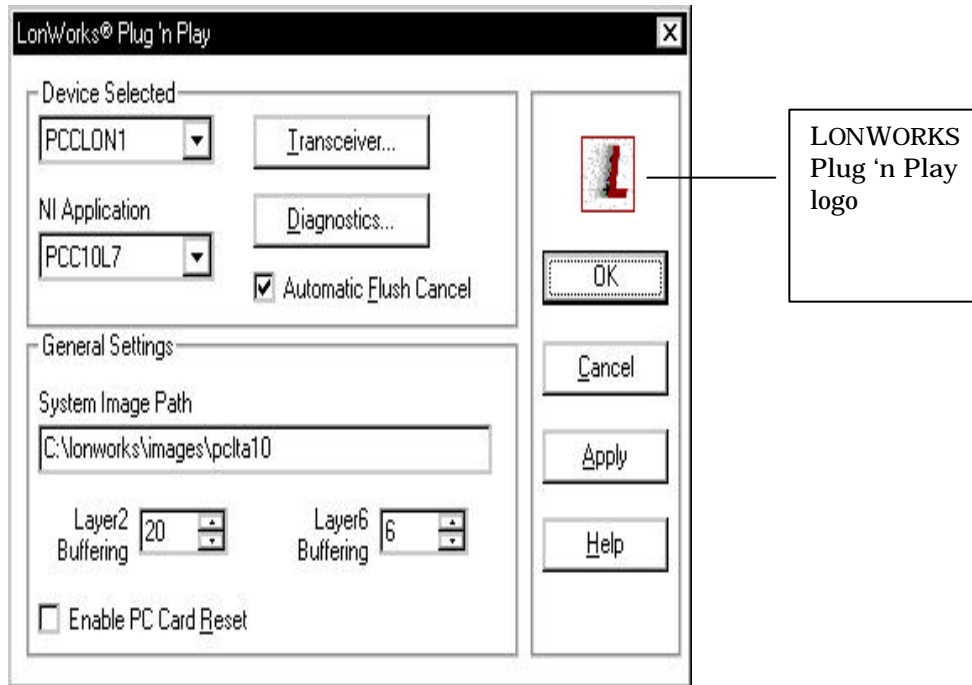 LonWorks® Plug 'n Play
Device Selected
PCCLON1
Transceiver...
NI Application
Diagnostics...
PCC10L7
Automatic Flush Cancel
General Settings
System Image Path
C:\lonworks\images\pclta10
Layer2
Buffering
20
Layer6
Buffering
6
Enable PC Card Reset
L
OK
Cancel
Apply
Help
LONWORKS
Plug ‘n Play
logo